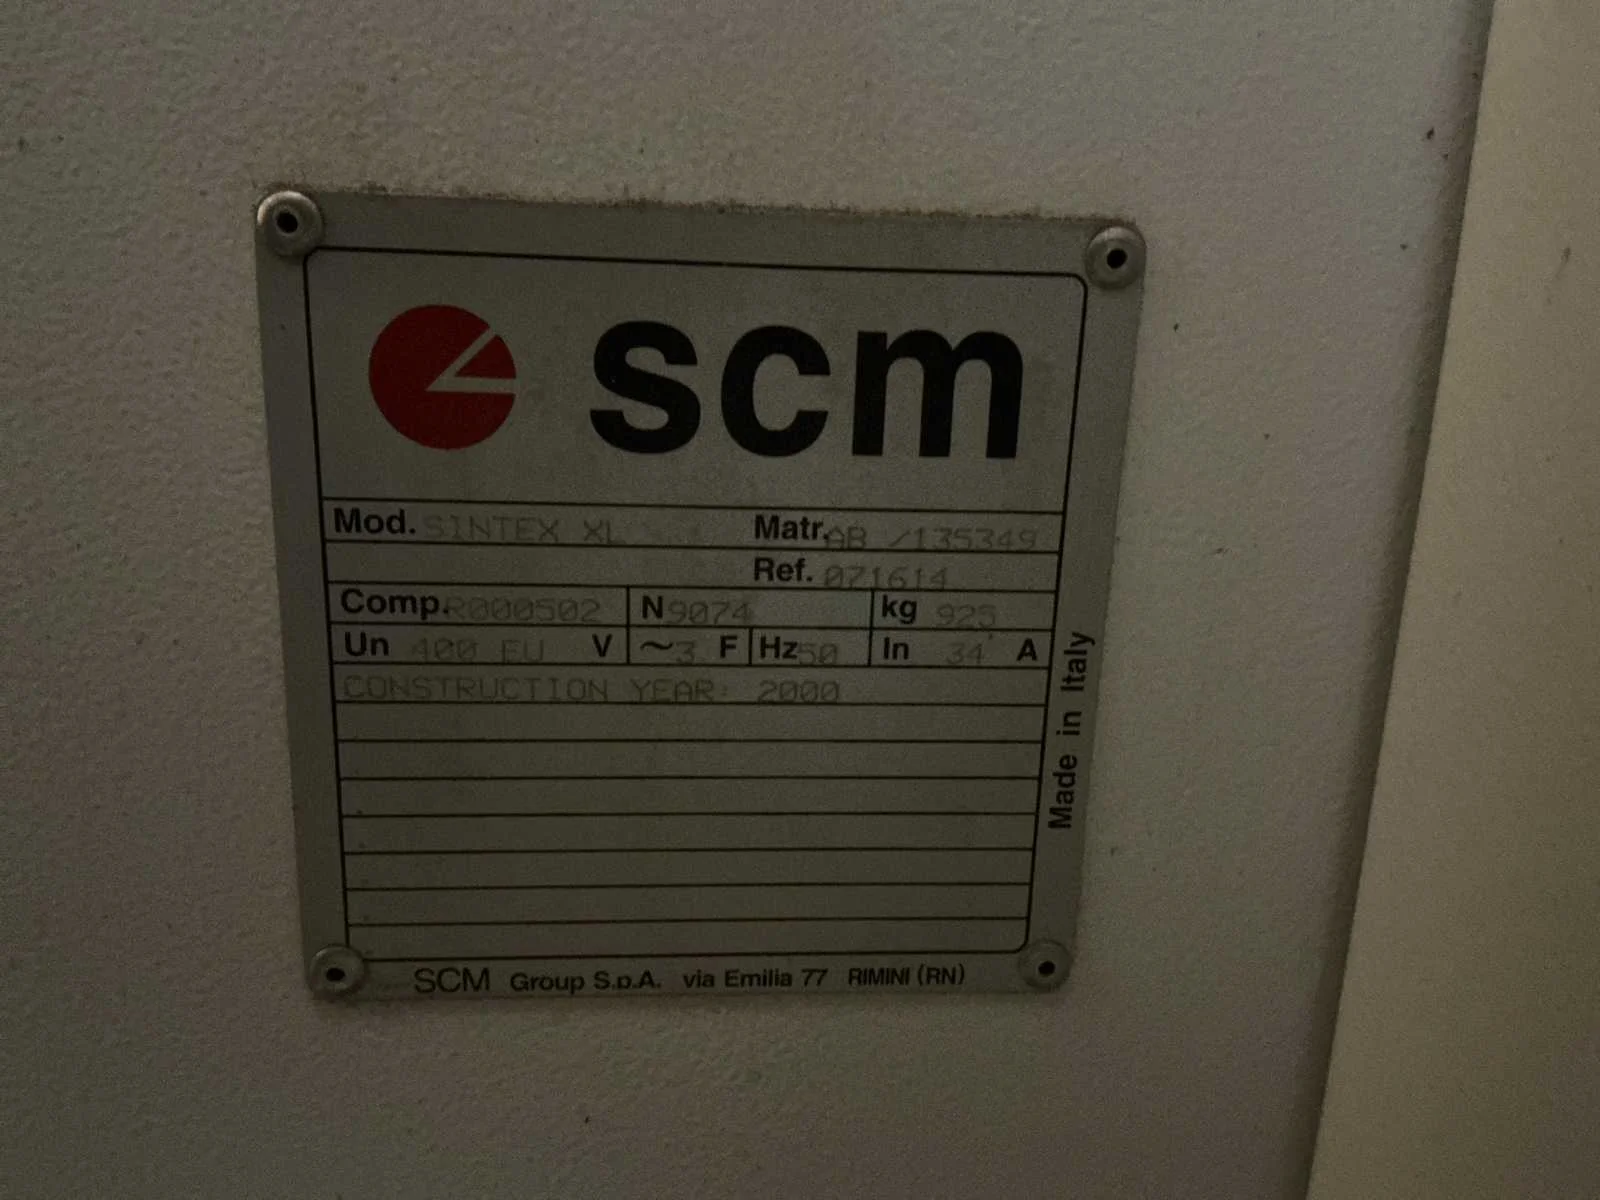 scm
Mod. SINTEX XL Matr. AB /135349
Ref. 071614
Comp. R000502 N 9074 kg 925
Un 400 EU V ~ 3 F Hz 50 In 34 A
CONSTRUCTION YEAR: 2000
Made in Italy
SCM Group S.p.A. via Emilia 77 RIMINI (RN)